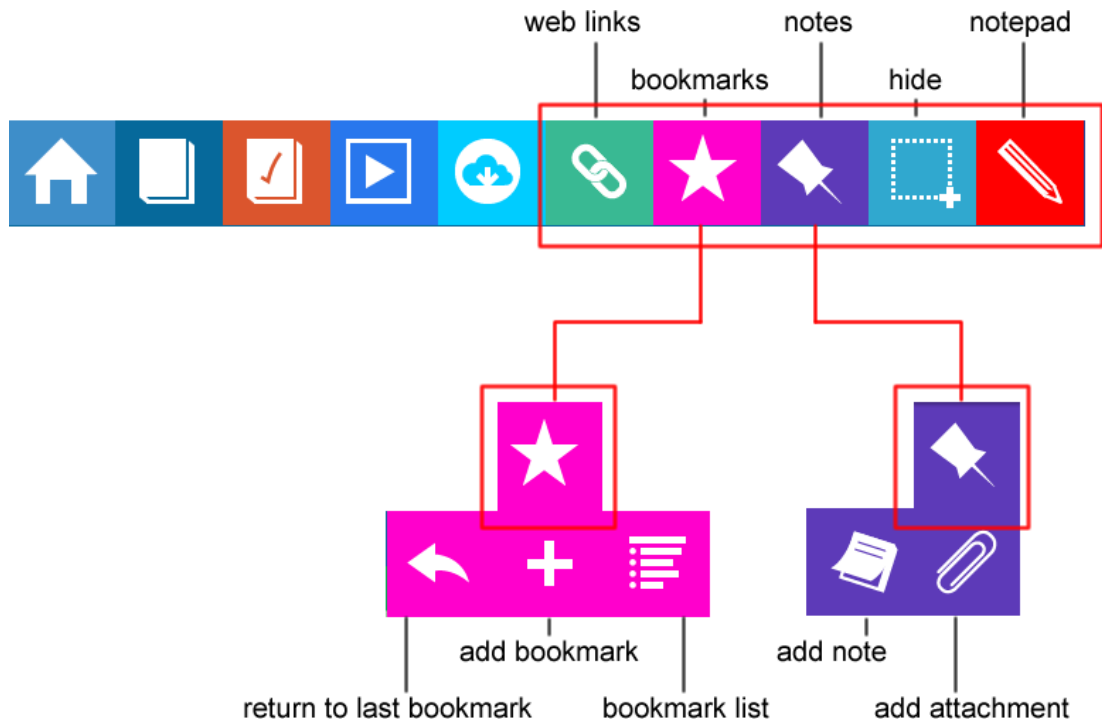 web links
notes
notepad
bookmarks
hide
add bookmark
add note
return to last bookmark
bookmark list
add attachment